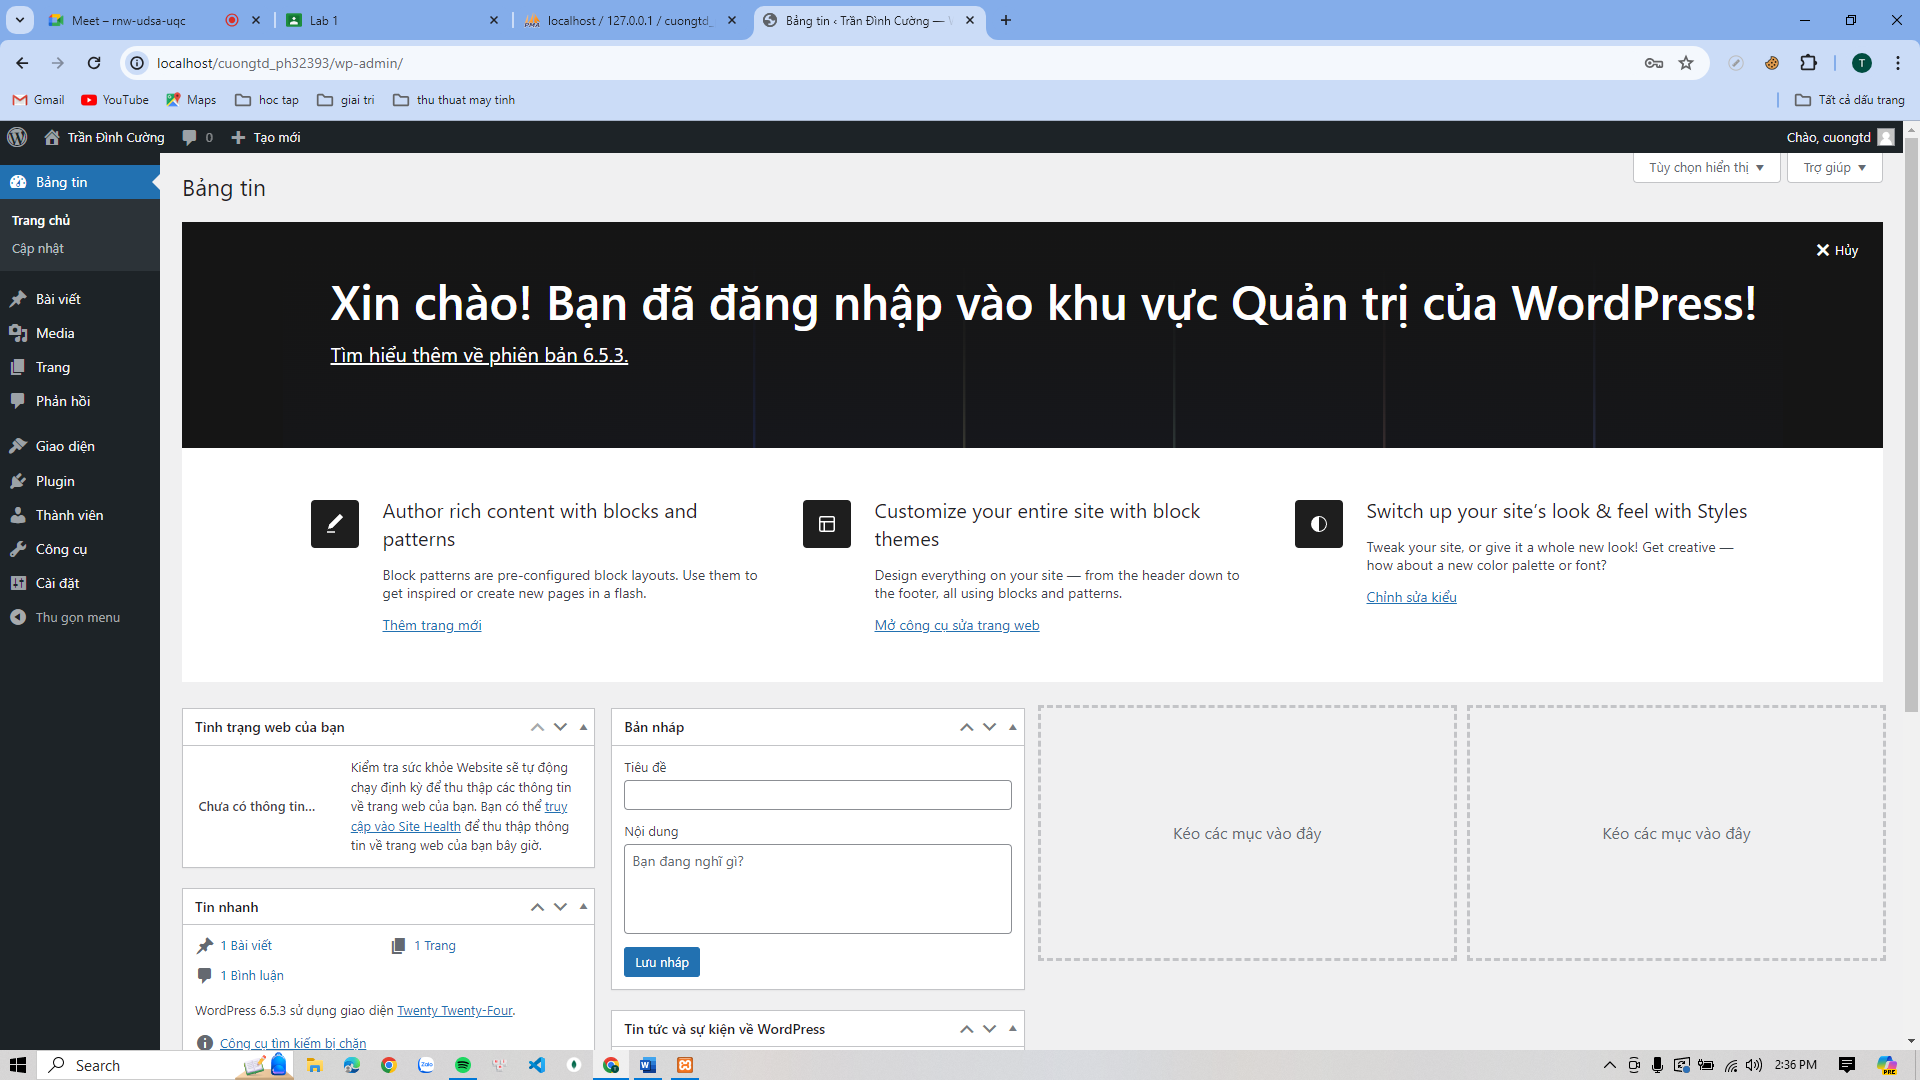 Meet – rnw-udsa-uqc
Lab 1
localhost / 127.0.0.1 / cuongtd_
Bảng tin ‹ Trần Đình Cường — W
localhost/cuongtd_ph32393/wp-admin/
T
Gmail
YouTube
Maps
hoc tap
giai tri
thu thuat may tinh
Tất cả dấu trang
Trần Đình Cường
0
Tạo mới
Chào, cuongtd
Bảng tin
Trang chủ
Cập nhật
Bài viết
Media
Trang
Phản hồi
Giao diện
Plugin
Thành viên
Công cụ
Cài đặt
Thu gọn menu
Bảng tin
Tùy chọn hiển thị
Trợ giúp
Hủy
Xin chào! Bạn đã đăng nhập vào khu vực Quản trị của WordPress!
Tìm hiểu thêm về phiên bản 6.5.3.
Author rich content with blocks and
patterns
Block patterns are pre-configured block layouts. Use them to
get inspired or create new pages in a flash.
Thêm trang mới
Customize your entire site with block
themes
Design everything on your site — from the header down to
the footer, all using blocks and patterns.
Mở công cụ sửa trang web
Switch up your site’s look & feel with Styles
Tweak your site, or give it a whole new look! Get creative —
how about a new color palette or font?
Chỉnh sửa kiểu
Tình trạng web của bạn
Chưa có thông tin...
Kiểm tra sức khỏe Website sẽ tự động
chạy định kỳ để thu thập các thông tin
về trang web của bạn. Bạn có thể truy
cập vào Site Health để thu thập thông
tin về trang web của bạn bây giờ.
Tin nhanh
1 Bài viết
1 Trang
1 Bình luận
WordPress 6.5.3 sử dụng giao diện Twenty Twenty-Four.
Công cụ tìm kiếm bị chặn
Bản nháp
Tiêu đề
Nội dung
Bạn đang nghĩ gì?
Lưu nháp
Tin tức và sự kiện về WordPress
Kéo các mục vào đây
Kéo các mục vào đây
Search
Zalo
2:36 PM
PRE